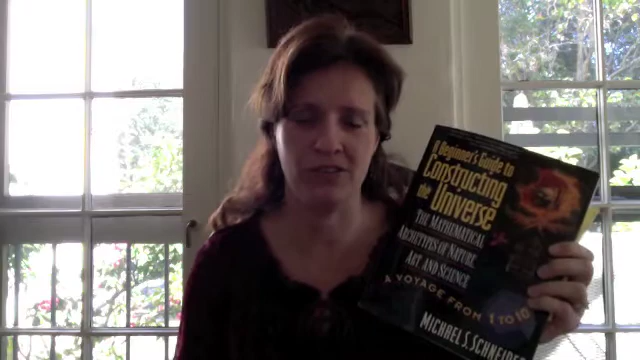 A Beginner's Guide to
Constructing
the Universe
THE MATHEMATICAL
ARCHETYPES OF NATURE,
ART, AND SCIENCE
A VOYAGE FROM 1 TO 10
MICHAEL S. SCHNEIDER